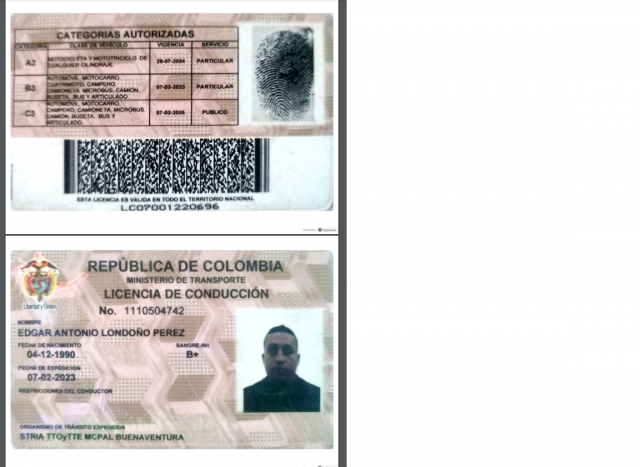 CATEGORIAS AUTORIZADAS
CATEGORIA CLASE DE VEHÍCULO VIGENCIA SERVICIO
A2 MOTOCICLETA Y MOTOTRICICLO DE CUALQUIER CILINDRAJE. 29-07-2024 PARTICULAR
B3 AUTOMOVIL, MOTOCARRO, CUATRIMOTO, CAMPERO, CAMIONETA, MICROBUS, CAMIÓN, BUSETA, BUS Y ARTICULADO. 07-02-2033 PARTICULAR
C3 AUTOMOVIL, MOTOCARRO, CAMPERO, CAMIONETA, MICROBUS, CAMIÓN, BUSETA, BUS Y ARTICULADO. 07-02-2026 PUBLICO
ESTA LICENCIA ES VALIDA EN TODO EL TERRITORIO NACIONAL
LC07001220696
REPÚBLICA DE COLOMBIA
MINISTERIO DE TRANSPORTE
LICENCIA DE CONDUCCIÓN
Libertad y Orden
No. 1110504742
NOMBRE
EDGAR ANTONIO LONDOÑO PEREZ
FECHA DE NACIMIENTO SANGRE-RH
04-12-1990 B+
FECHA DE EXPEDICIÓN
07-02-2023
RESTRICCIONES DEL CONDUCTOR
ORGANISMO DE TRÁNSITO EXPEDIDOR
STRIA TTOyTTE MCPAL BUENAVENTURA